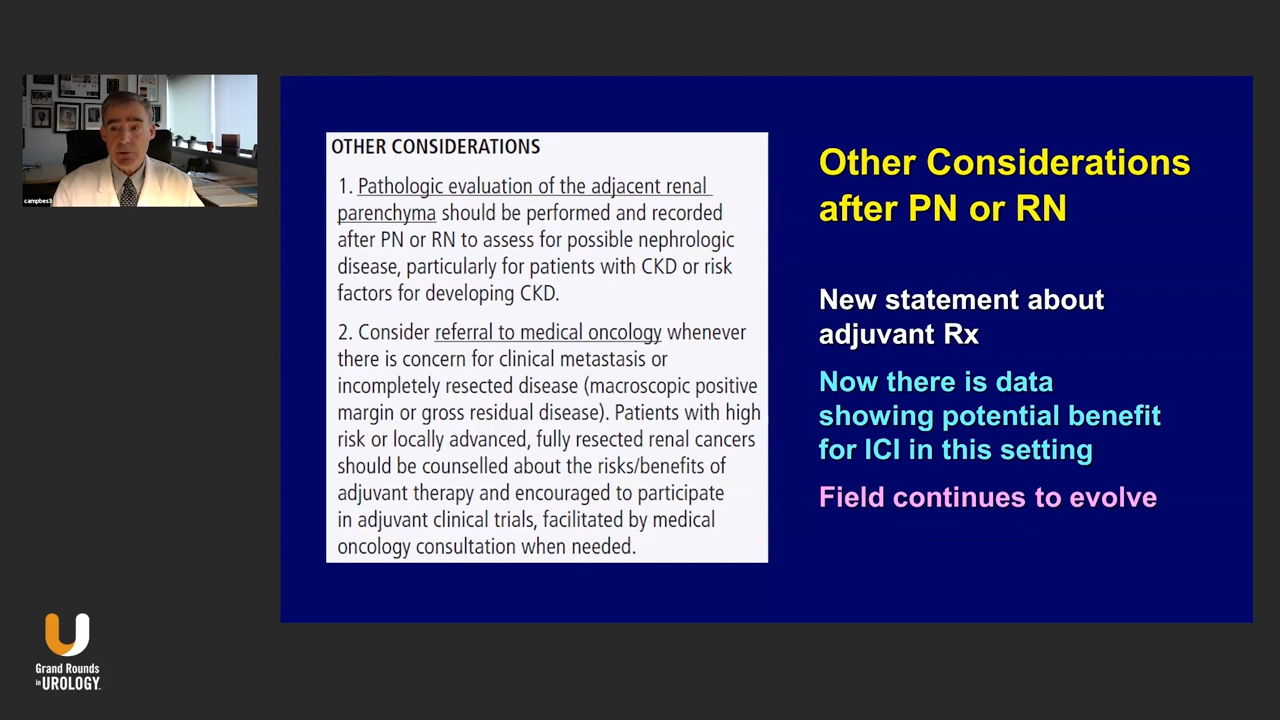 campbes3
OTHER CONSIDERATIONS
1. Pathologic evaluation of the adjacent renal
parenchyma should be performed and recorded
after PN or RN to assess for possible nephrologic
disease, particularly for patients with CKD or risk
factors for developing CKD.
2. Consider referral to medical oncology whenever
there is concern for clinical metastasis or
incompletely resected disease (macroscopic positive
margin or gross residual disease). Patients with high
risk or locally advanced, fully resected renal cancers
should be counselled about the risks/benefits of
adjuvant therapy and encouraged to participate
in adjuvant clinical trials, facilitated by medical
oncology consultation when needed.
Other Considerations
after PN or RN
New statement about
adjuvant Rx
Now there is data
showing potential benefit
for ICI in this setting
Field continues to evolve
Grand Rounds
in UROLOGY